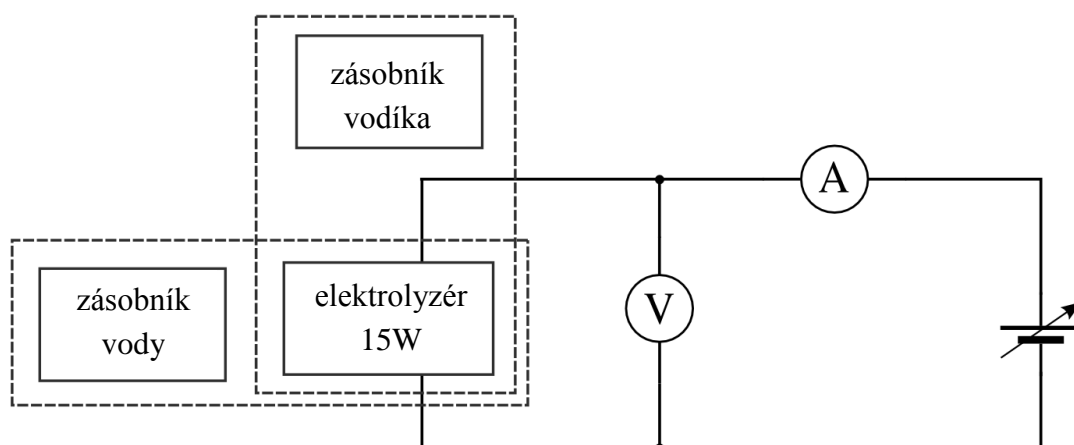 zásobník
vodíka
A
zásobník
vody
elektrolyzér
15W
V